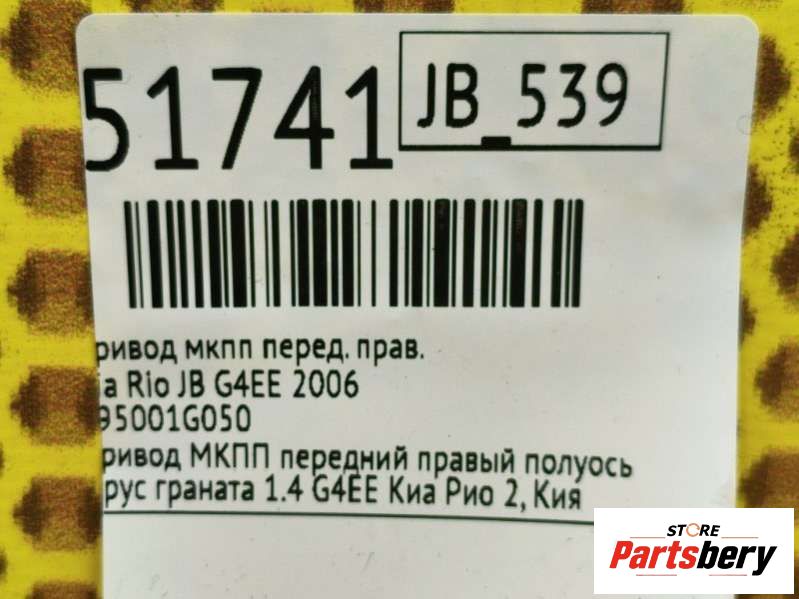 51741
JB_539
ривод мкпп перед. прав.
ia Rio JB G4EE 2006
95001G050
ривод МКПП передний правый полуось
рус граната 1.4 G4EE Киа Рио 2, Кия
STORE
Partsbery